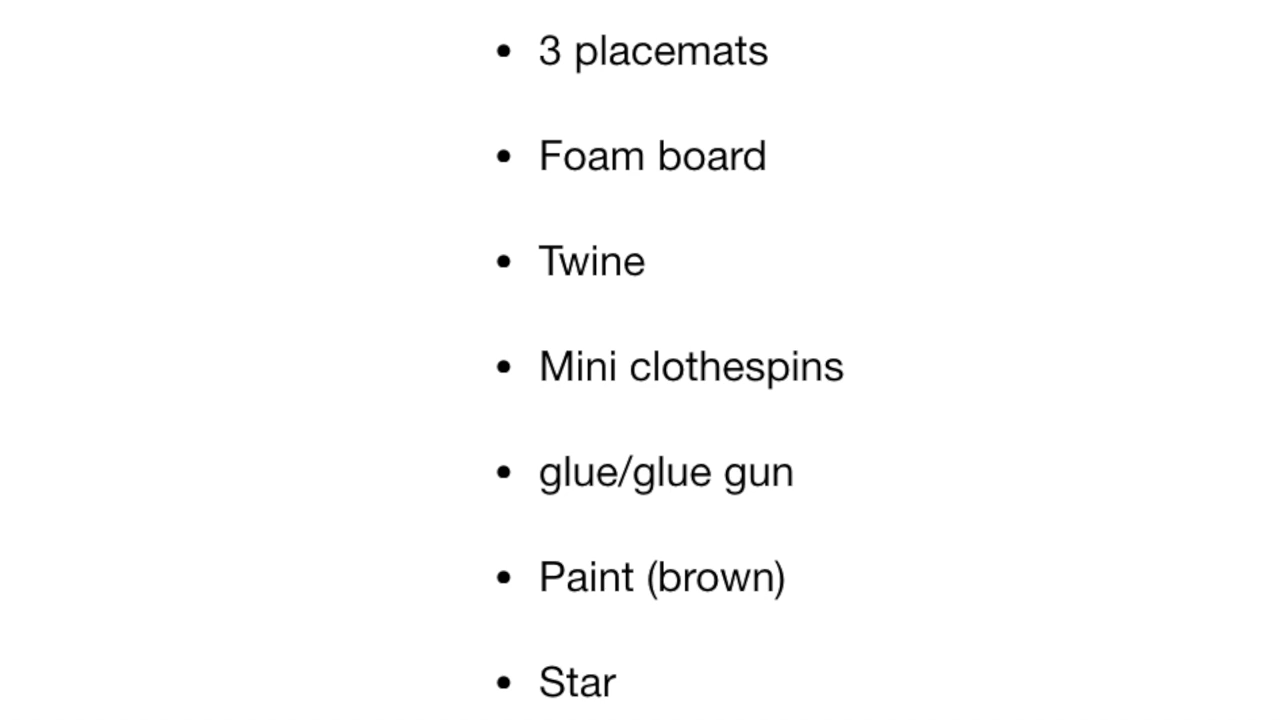 • 3 placemats
• Foam board
• Twine
• Mini clothespins
• glue/glue gun
• Paint (brown)
• Star